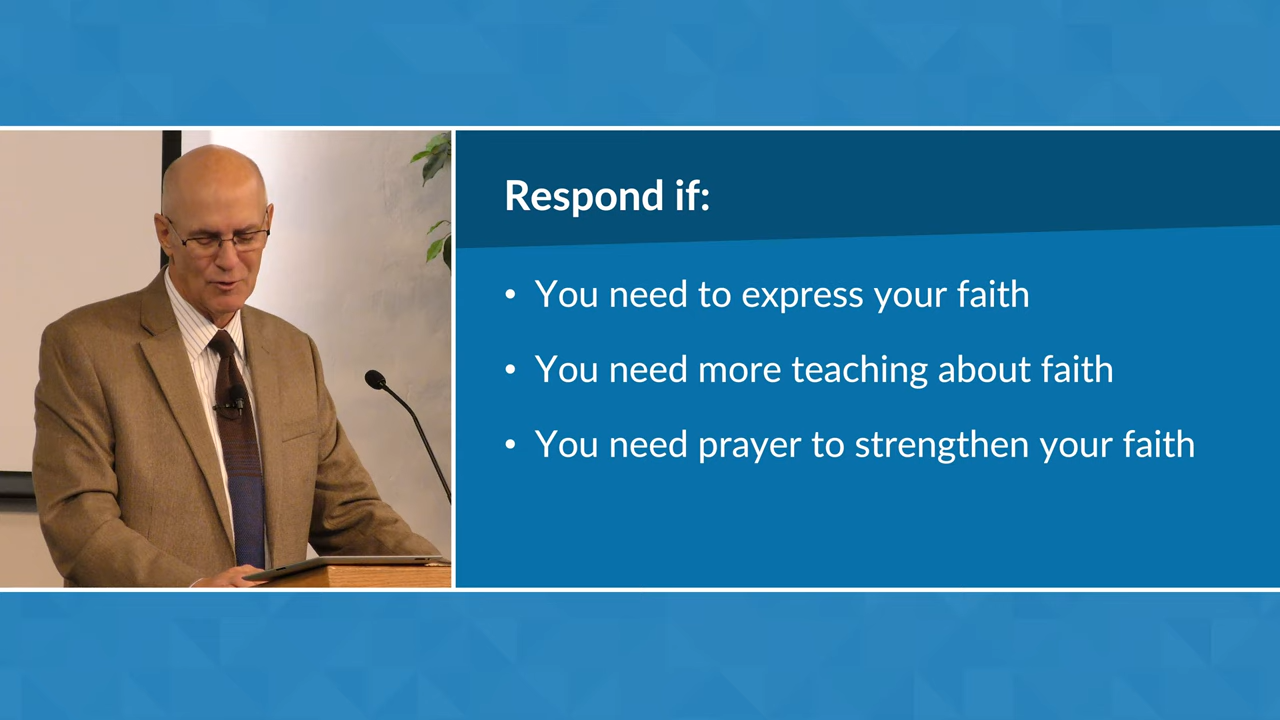 Respond if:
• You need to express your faith
• You need more teaching about faith
• You need prayer to strengthen your faith